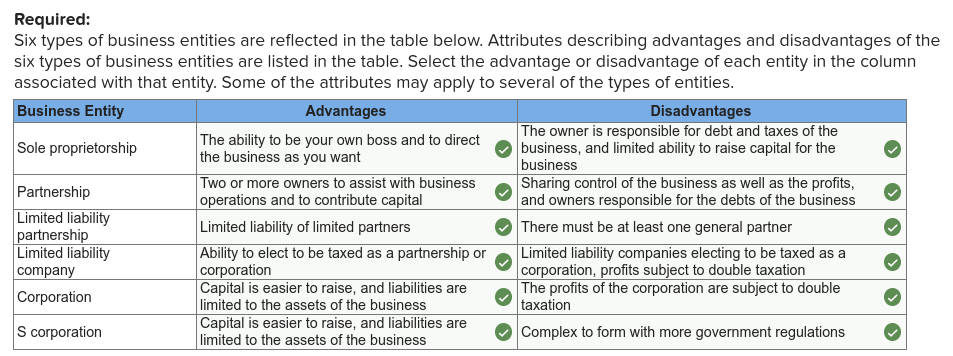 Required:
Six types of business entities are reflected in the table below. Attributes describing advantages and disadvantages of the
six types of business entities are listed in the table. Select the advantage or disadvantage of each entity in the column
associated with that entity. Some of the attributes may apply to several of the types of entities.
Business Entity Advantages Disadvantages
Sole proprietorship
The ability to be your own boss and to direct
the business as you want
The owner is responsible for debt and taxes of the
business, and limited ability to raise capital for the
business
Partnership
Two or more owners to assist with business
operations and to contribute capital
Sharing control of the business as well as the profits,
and owners responsible for the debts of the business
Limited liability
partnership
Limited liability of limited partners
There must be at least one general partner
Limited liability
company
Ability to elect to be taxed as a partnership or
corporation
Limited liability companies electing to be taxed as a
corporation, profits subject to double taxation
Corporation
Capital is easier to raise, and liabilities are
limited to the assets of the business
The profits of the corporation are subject to double
taxation
S corporation
Capital is easier to raise, and liabilities are
limited to the assets of the business
Complex to form with more government regulations